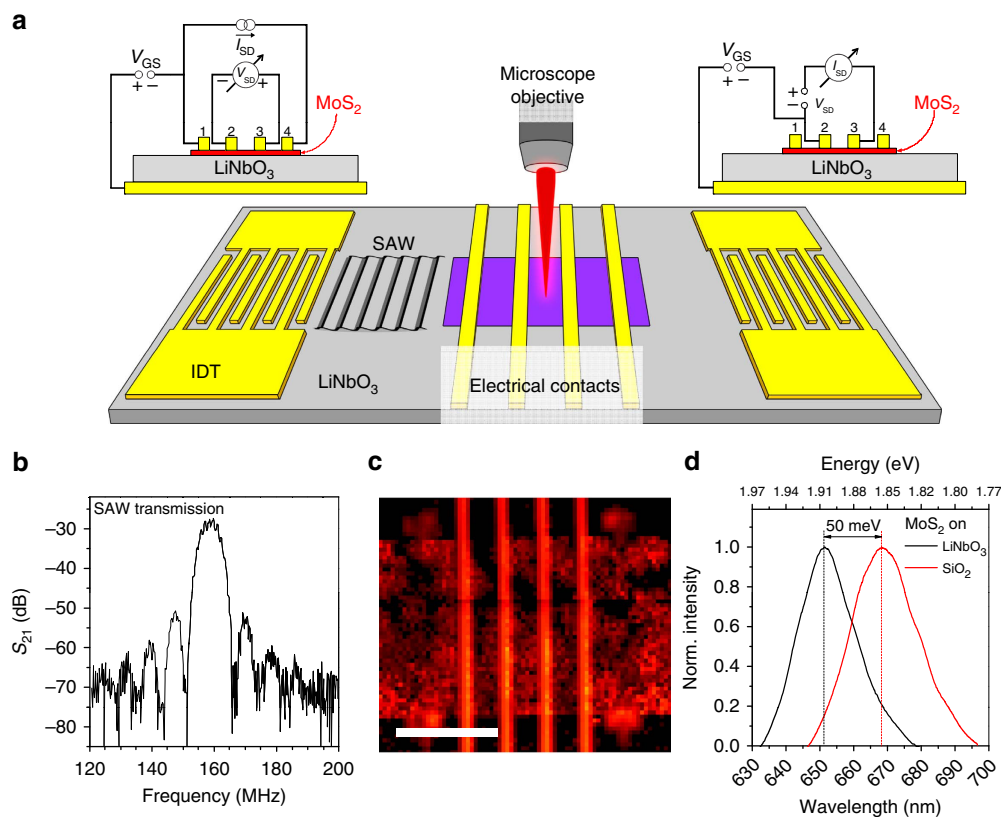 a
V_GS
+ −
I_SD
− V_SD +
MoS₂
1 2 3 4
LiNbO₃
Microscope
objective
V_GS
+ −
I_SD
+
− V_SD
MoS₂
1 2 3 4
LiNbO₃
SAW
IDT
LiNbO₃
Electrical contacts
b
SAW transmission
−30
−40
−50
−60
−70
−80
S₂₁ (dB)
120 140 160 180 200
Frequency (MHz)
c
d
Energy (eV)
1.97 1.94 1.91 1.88 1.85 1.82 1.80 1.77
50 meV
MoS₂ on
LiNbO₃
SiO₂
1.0
0.8
0.6
0.4
0.2
0.0
Norm. intensity
630 640 650 660 670 680 690 700
Wavelength (nm)